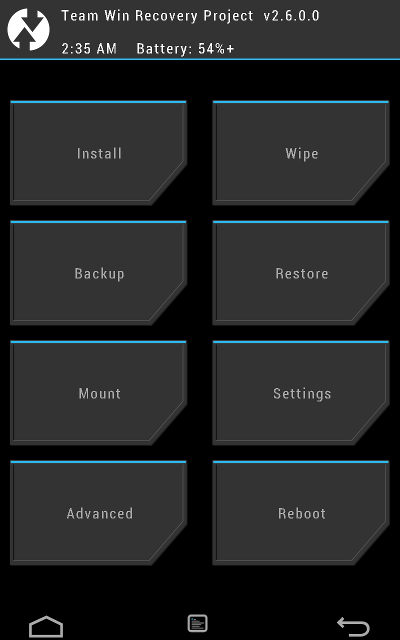 Team Win Recovery Project v2.6.0.0
2:35 AM Battery: 54%+
Install
Wipe
Backup
Restore
Mount
Settings
Advanced
Reboot